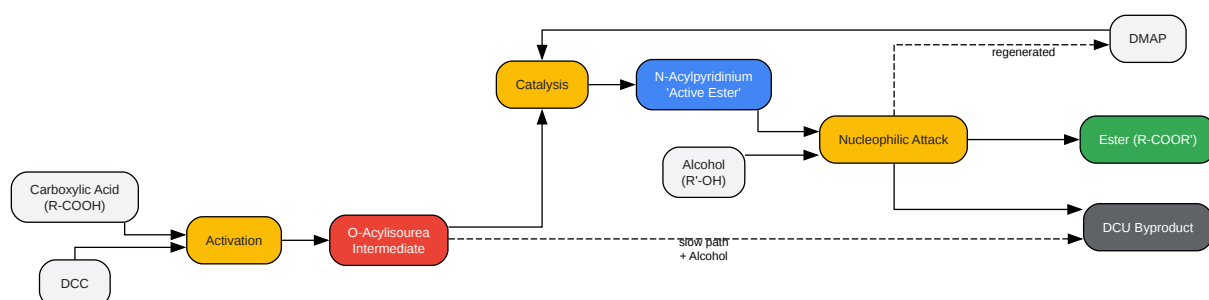 DMAP
regenerated
Catalysis
N-Acylpyridinium
'Active Ester'
Nucleophilic Attack
Ester (R-COOR')
Alcohol
(R'-OH)
Carboxylic Acid
(R-COOH)
Activation
O-Acylisourea
Intermediate
slow path
+ Alcohol
DCU Byproduct
DCC